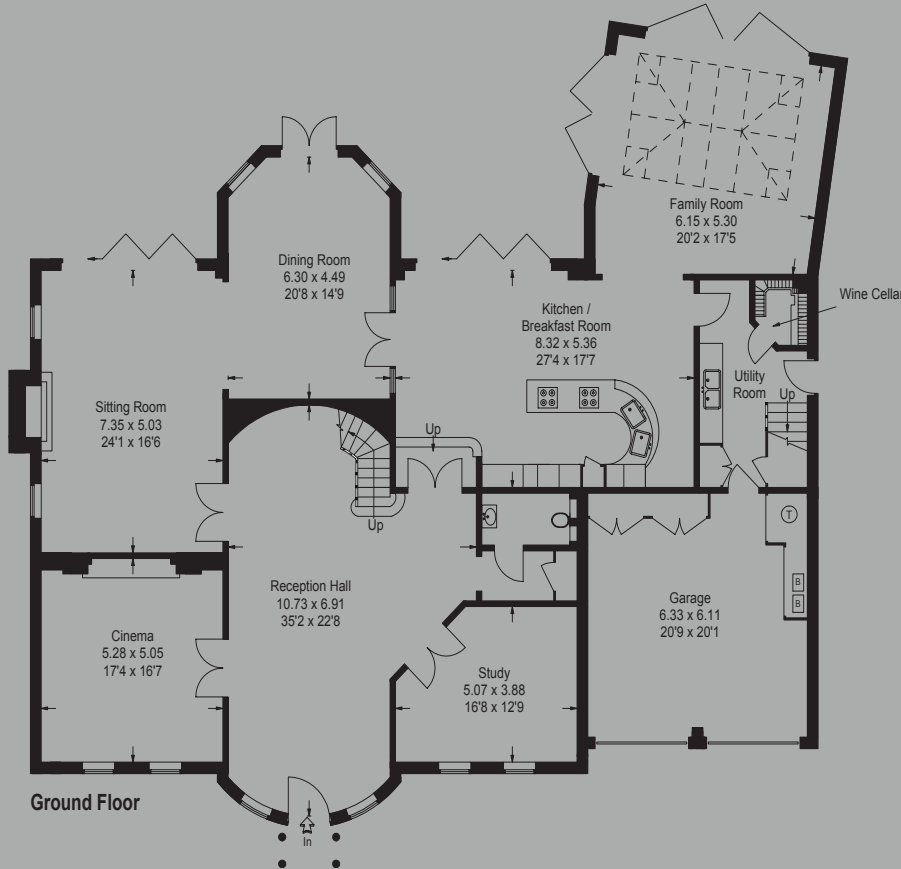 Family Room
6.15 x 5.30
20'2 x 17'5
Dining Room
6.30 x 4.49
20'8 x 14'9
Wine Cellar
Kitchen /
Breakfast Room
8.32 x 5.36
27'4 x 17'7
Sitting Room
7.35 x 5.03
24'1 x 16'6
Utility
Room
Up
Up
Up
T
Reception Hall
10.73 x 6.91
35'2 x 22'8
B
B
Garage
6.33 x 6.11
20'9 x 20'1
Cinema
5.28 x 5.05
17'4 x 16'7
Study
5.07 x 3.88
16'8 x 12'9
Ground Floor
In